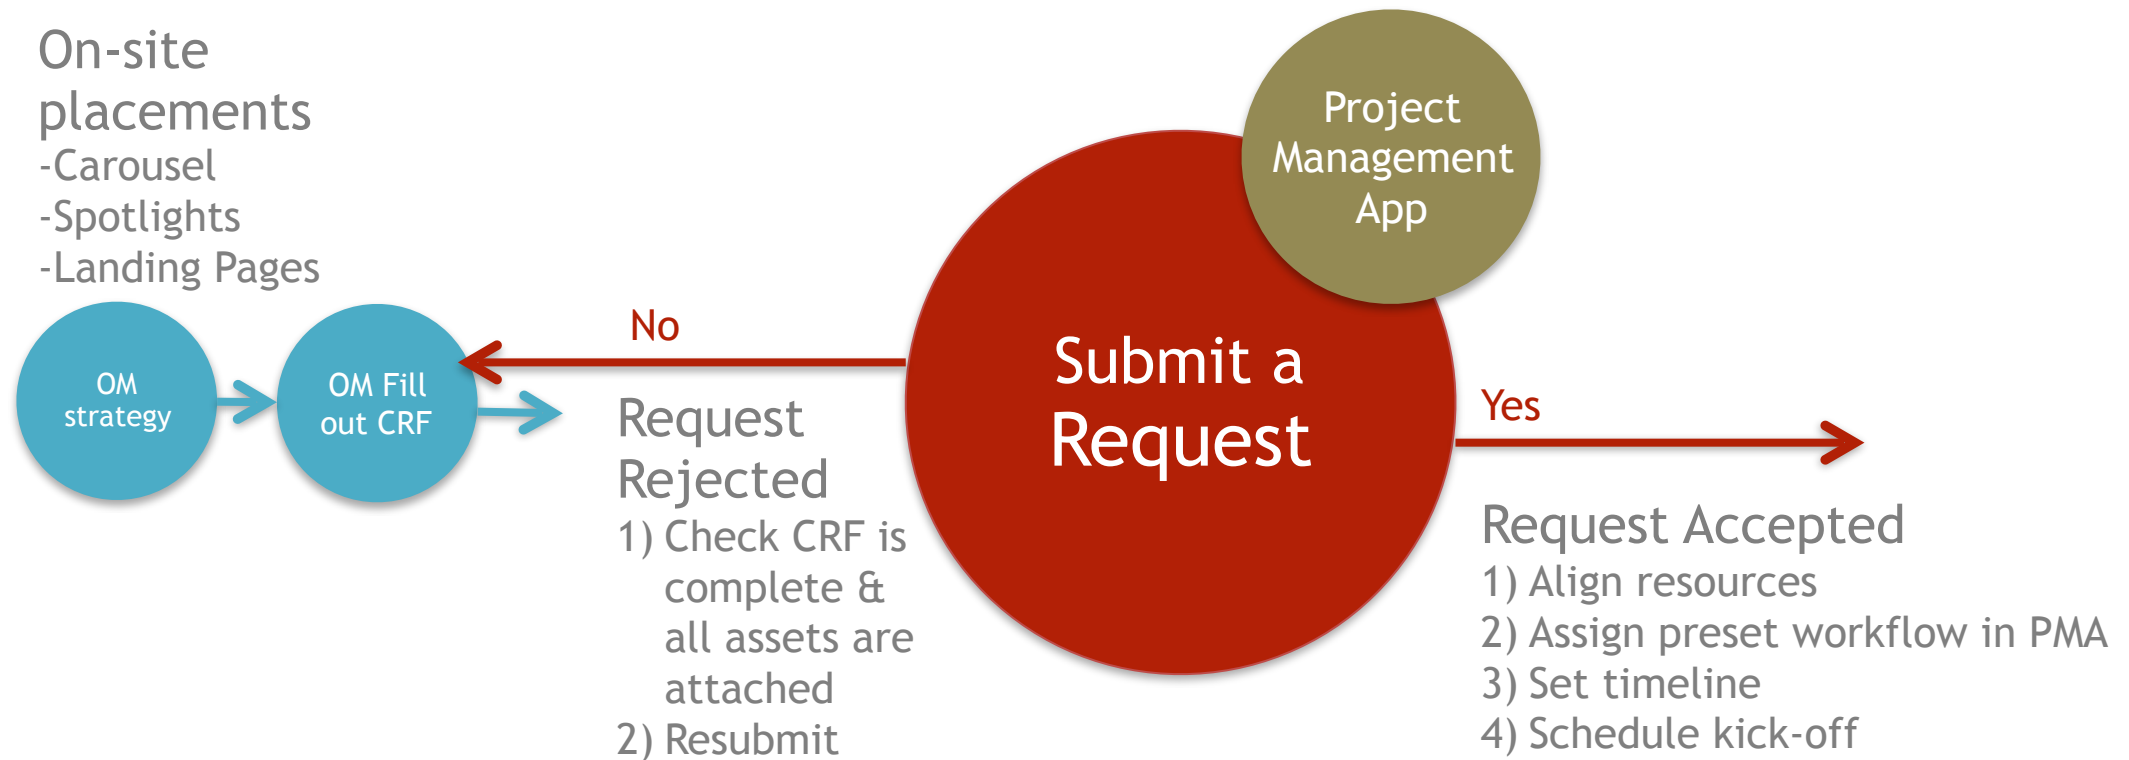 On-site
placements
-Carousel
-Spotlights
-Landing Pages
OM
strategy
OM Fill
out CRF
No
Request
Rejected
1) Check CRF is
complete &
all assets are
attached
2) Resubmit
Submit a
Request
Project
Management
App
Yes
Request Accepted
1) Align resources
2) Assign preset workflow in PMA
3) Set timeline
4) Schedule kick-off